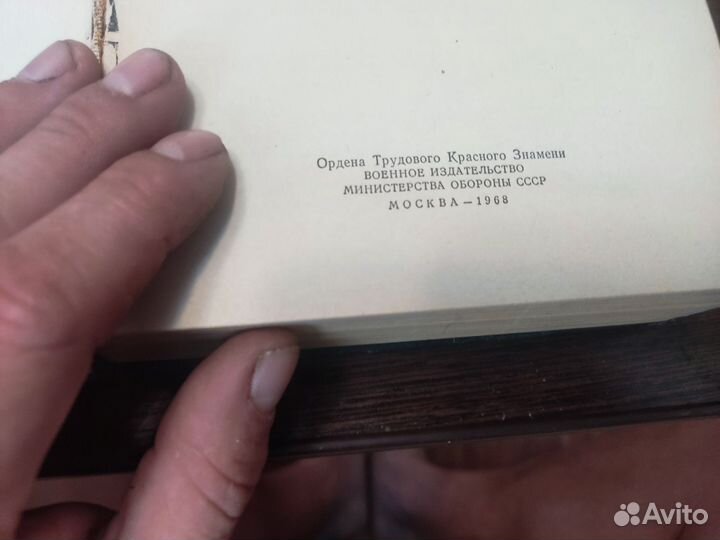 Ордена Трудового Красного Знамени
ВОЕННОЕ ИЗДАТЕЛЬСТВО
МИНИСТЕРСТВА ОБОРОНЫ СССР
МОСКВА — 1968
Avito